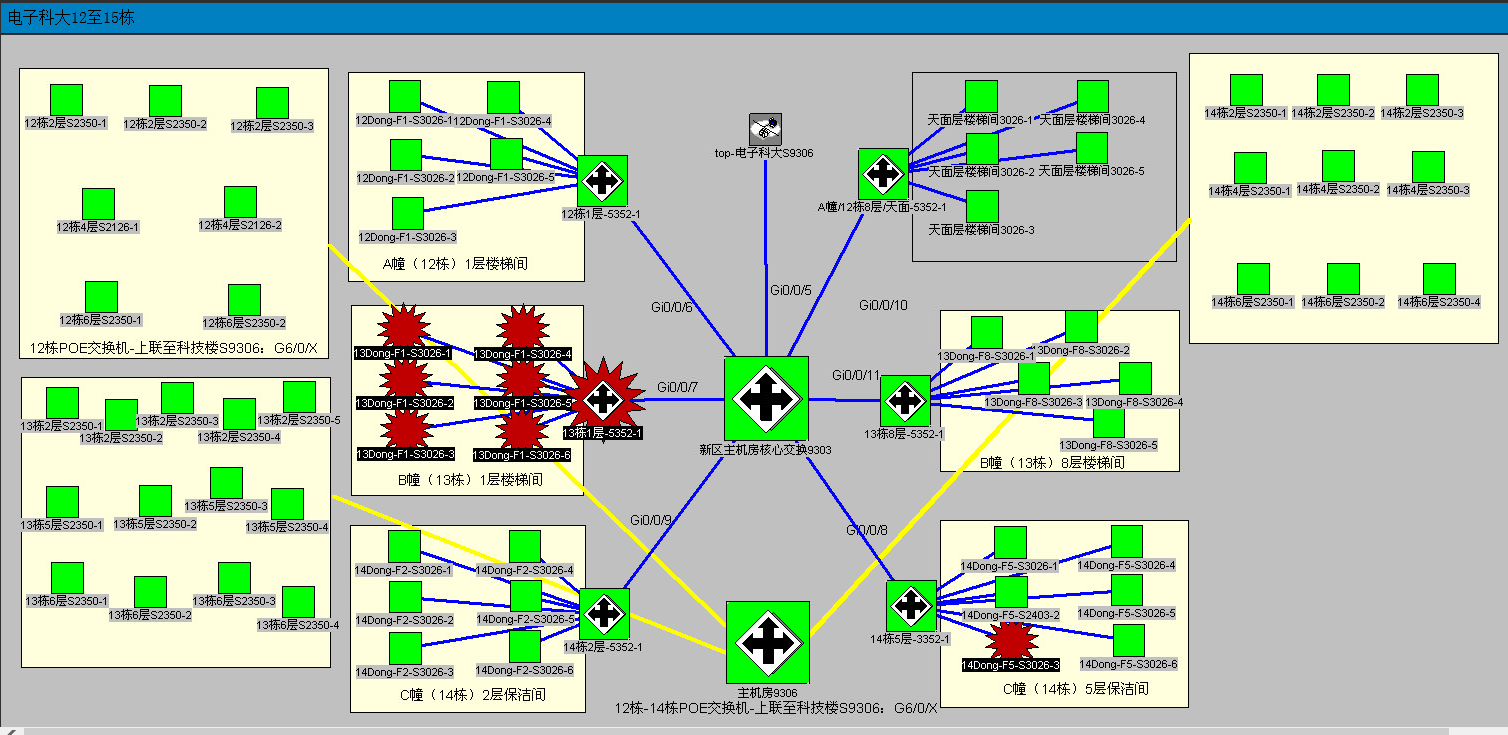 电子科大12至15栋
12栋2层S2350-1
12栋2层S2350-2
12栋2层S2350-3
12栋4层S2126-1
12栋4层S2126-2
12栋6层S2350-1
12栋6层S2350-2
12栋POE交换机-上联至科技楼S9306：G6/0/X
12Dong-F1-S3026-1
12Dong-F1-S3026-4
12Dong-F1-S3026-2
12Dong-F1-S3026-5
12Dong-F1-S3026-3
A幢（12栋）1层楼梯间
12栋1层-5352-1
top-电子科大S9306
A幢/12栋8层/天面-5352-1
天面层楼梯间3026-1
天面层楼梯间3026-4
天面层楼梯间3026-2
天面层楼梯间3026-5
天面层楼梯间3026-3
14栋2层S2350-1
14栋2层S2350-2
14栋2层S2350-3
14栋4层S2350-1
14栋4层S2350-2
14栋4层S2350-3
14栋6层S2350-1
14栋6层S2350-2
14栋6层S2350-4
Gi0/0/6
Gi0/0/5
Gi0/0/10
Gi0/0/7
Gi0/0/11
Gi0/0/9
Gi0/0/8
13Dong-F1-S3026-1
13Dong-F1-S3026-4
13Dong-F1-S3026-2
13Dong-F1-S3026-5
13Dong-F1-S3026-3
13Dong-F1-S3026-6
B幢（13栋）1层楼梯间
13栋1层-5352-1
新区主机房核心交换9303
13栋8层-5352-1
13Dong-F8-S3026-1
13Dong-F8-S3026-2
13Dong-F8-S3026-3
13Dong-F8-S3026-4
13Dong-F8-S3026-5
B幢（13栋）8层楼梯间
13栋2层S2350-1
13栋2层S2350-2
13栋2层S2350-3
13栋2层S2350-4
13栋2层S2350-5
13栋5层S2350-1
13栋5层S2350-2
13栋5层S2350-3
13栋5层S2350-4
13栋6层S2350-1
13栋6层S2350-2
13栋6层S2350-3
13栋6层S2350-4
14Dong-F2-S3026-1
14Dong-F2-S3026-4
14Dong-F2-S3026-2
14Dong-F2-S3026-5
14Dong-F2-S3026-3
14Dong-F2-S3026-6
C幢（14栋）2层保洁间
14栋2层-5352-1
主机房9306
12栋-14栋POE交换机-上联至科技楼S9306：G6/0/X
14栋5层-3352-1
14Dong-F5-S3026-1
14Dong-F5-S3026-4
14Dong-F5-S2403-2
14Dong-F5-S3026-5
14Dong-F5-S3026-3
14Dong-F5-S3026-6
C幢（14栋）5层保洁间